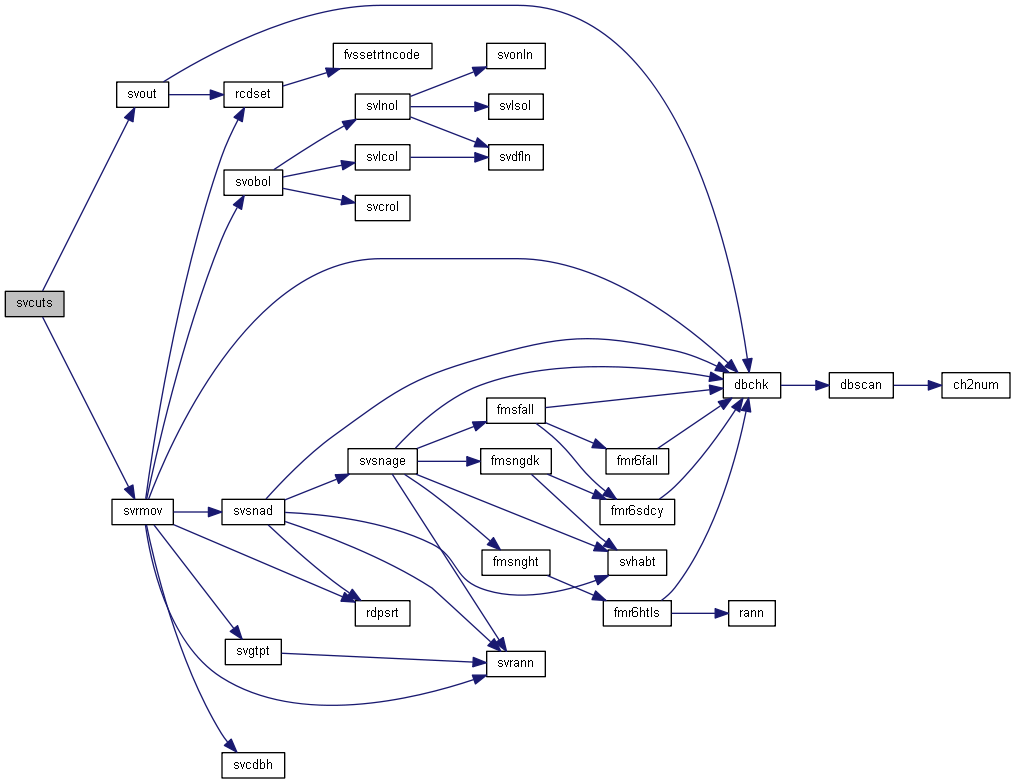 fvssetrtncode
svonln
svout
rcdset
svlnol
svlsol
svlcol
svdfln
svobol
svcrol
svcuts
dbchk
dbscan
ch2num
fmsfall
svsnage
fmsngdk
fmr6fall
svrmov
svsnad
fmr6sdcy
fmsnght
svhabt
rdpsrt
fmr6htls
rann
svgtpt
svrann
svcdbh